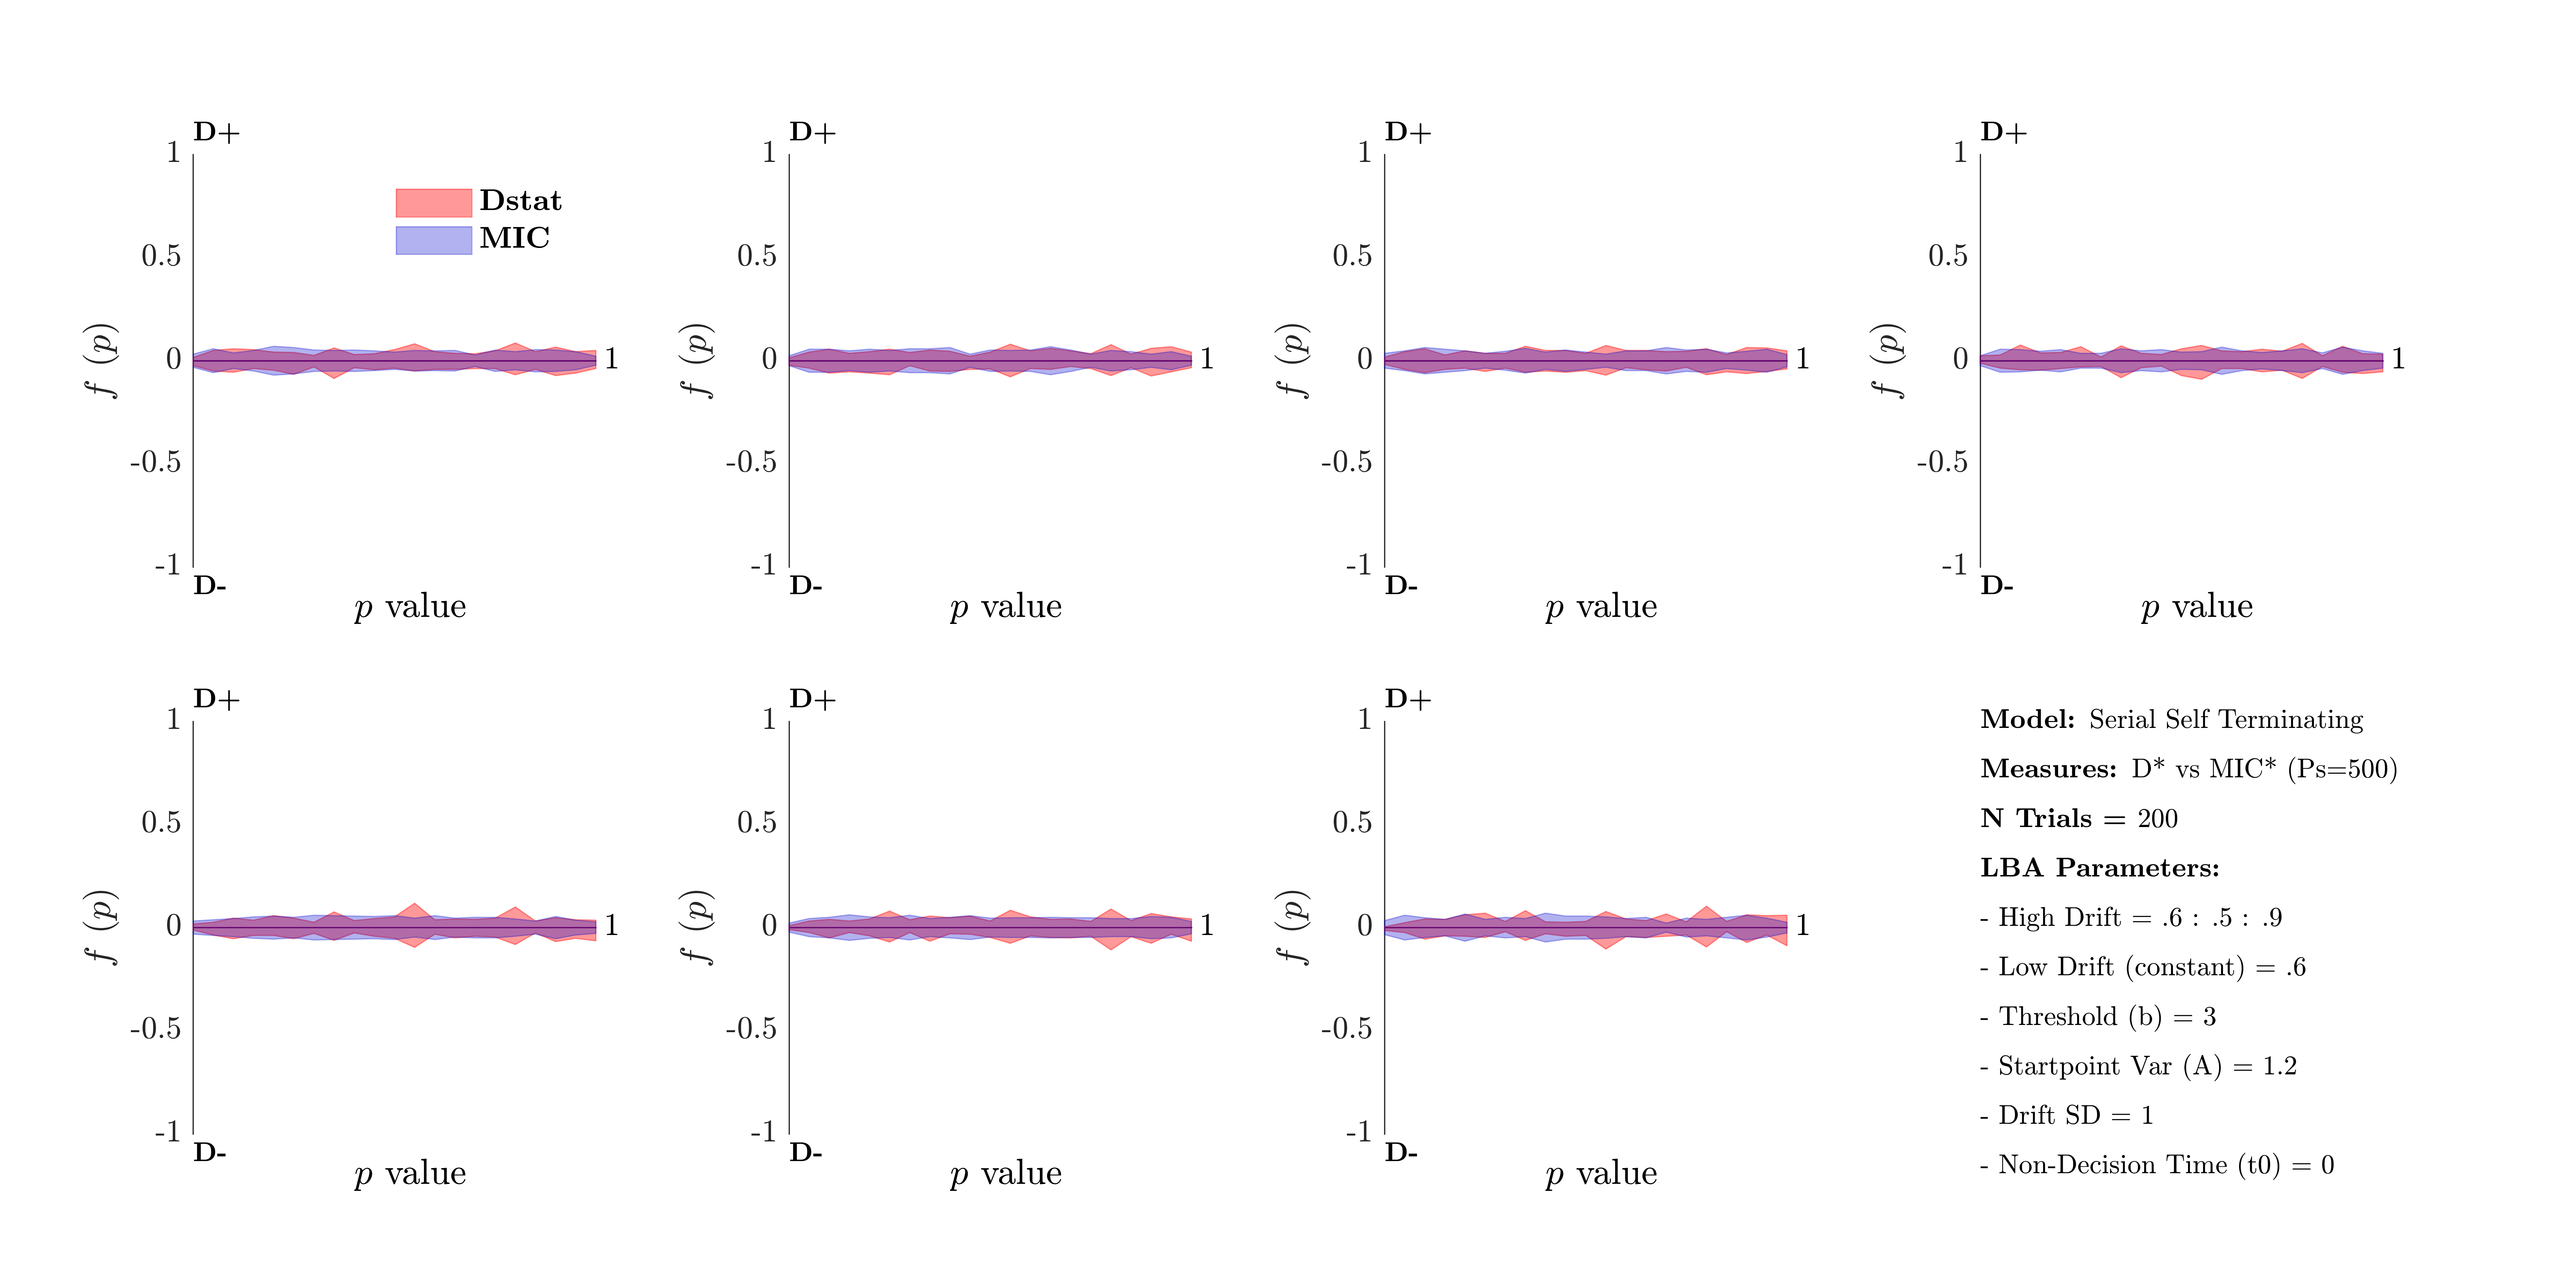 D+
1
0.5
0
-0.5
-1
D-
f (p)
p value
1
Dstat
MIC
D+
1
0.5
0
-0.5
-1
D-
f (p)
p value
1
D+
1
0.5
0
-0.5
-1
D-
f (p)
p value
1
D+
1
0.5
0
-0.5
-1
D-
f (p)
p value
1
D+
1
0.5
0
-0.5
-1
D-
f (p)
p value
1
D+
1
0.5
0
-0.5
-1
D-
f (p)
p value
1
D+
1
0.5
0
-0.5
-1
D-
f (p)
p value
1
Model: Serial Self Terminating
Measures: D* vs MIC* (Ps=500)
N Trials = 200
LBA Parameters:
- High Drift = .6 : .5 : .9
- Low Drift (constant) = .6
- Threshold (b) = 3
- Startpoint Var (A) = 1.2
- Drift SD = 1
- Non-Decision Time (t0) = 0